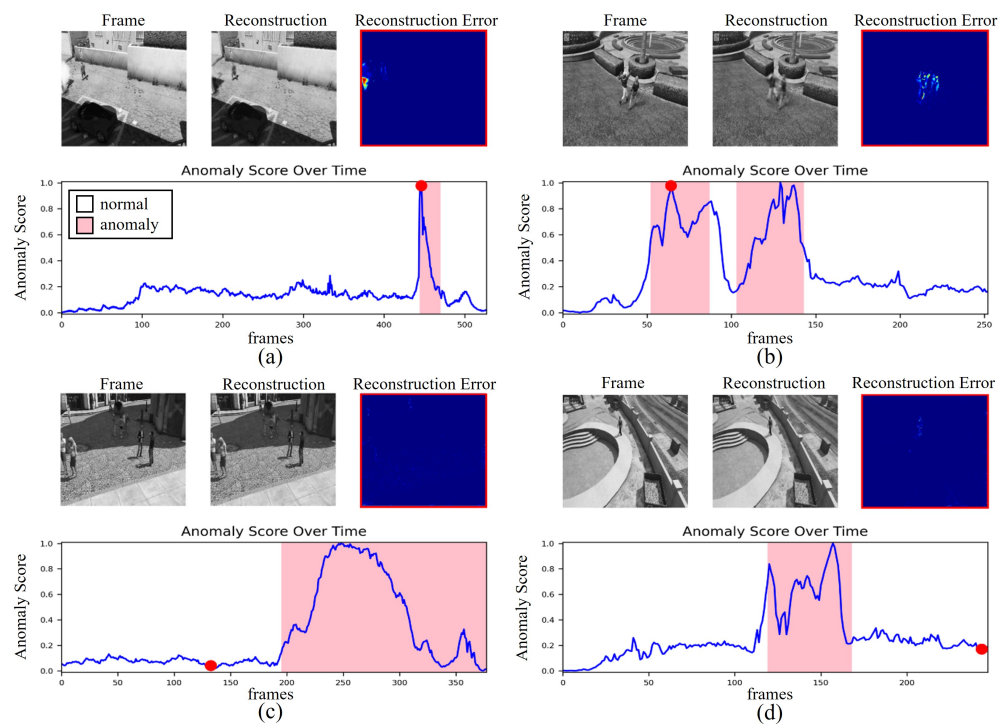 Frame Reconstruction Reconstruction Error
Anomaly Score Over Time
Anomaly Score
1.0
0.8
0.6
0.4
0.2
0.0
normal
anomaly
0 100 200 300 400 500
frames
(a)
Frame Reconstruction Reconstruction Error
Anomaly Score Over Time
Anomaly Score
1.0
0.8
0.6
0.4
0.2
0.0
0 50 100 150 200 250
frames
(b)
Frame Reconstruction Reconstruction Error
Anomaly Score Over Time
Anomaly Score
1.0
0.8
0.6
0.4
0.2
0.0
0 50 100 150 200 250 300 350
frames
(c)
Frame Reconstruction Reconstruction Error
Anomaly Score Over Time
Anomaly Score
1.0
0.8
0.6
0.4
0.2
0.0
0 50 100 150 200
frames
(d)